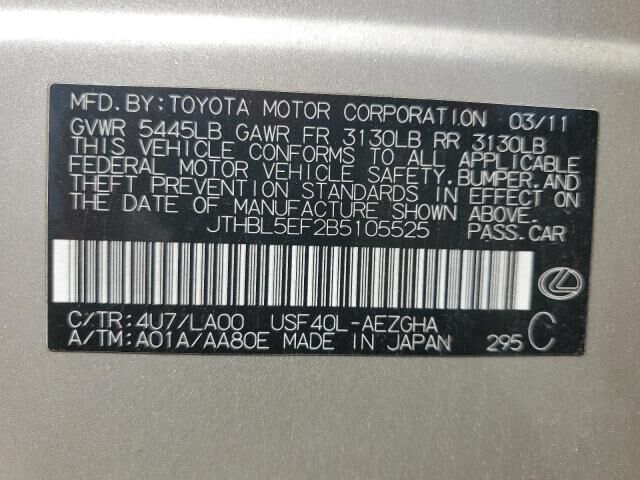 MFD. BY: TOYOTA MOTOR CORPORATION 03/11
GVWR 5445LB GAWR FR 3130LB RR 3130LB
THIS VEHICLE CONFORMS TO ALL APPLICABLE
FEDERAL MOTOR VEHICLE SAFETY, BUMPER, AND
THEFT PREVENTION STANDARDS IN EFFECT ON
THE DATE OF MANUFACTURE SHOWN ABOVE.
JTHBL5EF2B5105525 PASS. CAR
C/TR: 4U7/LA00 USF40L-AEZGHA
A/TM: A01A/AA80E MADE IN JAPAN 295 C